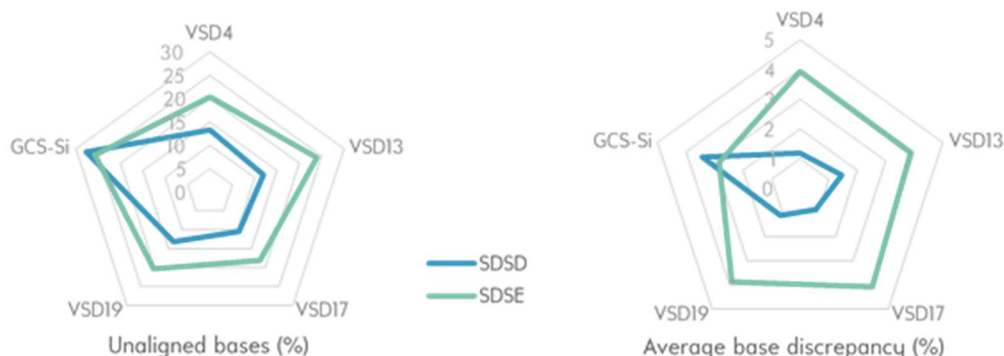 VSD4
30
25
20
15
10
5
0
GCS-Si
VSD13
VSD19
VSD17
Unaligned bases (%)
SDSD
SDSE
VSD4
5
4
3
2
1
0
GCS-Si
VSD13
VSD19
VSD17
Average base discrepancy (%)